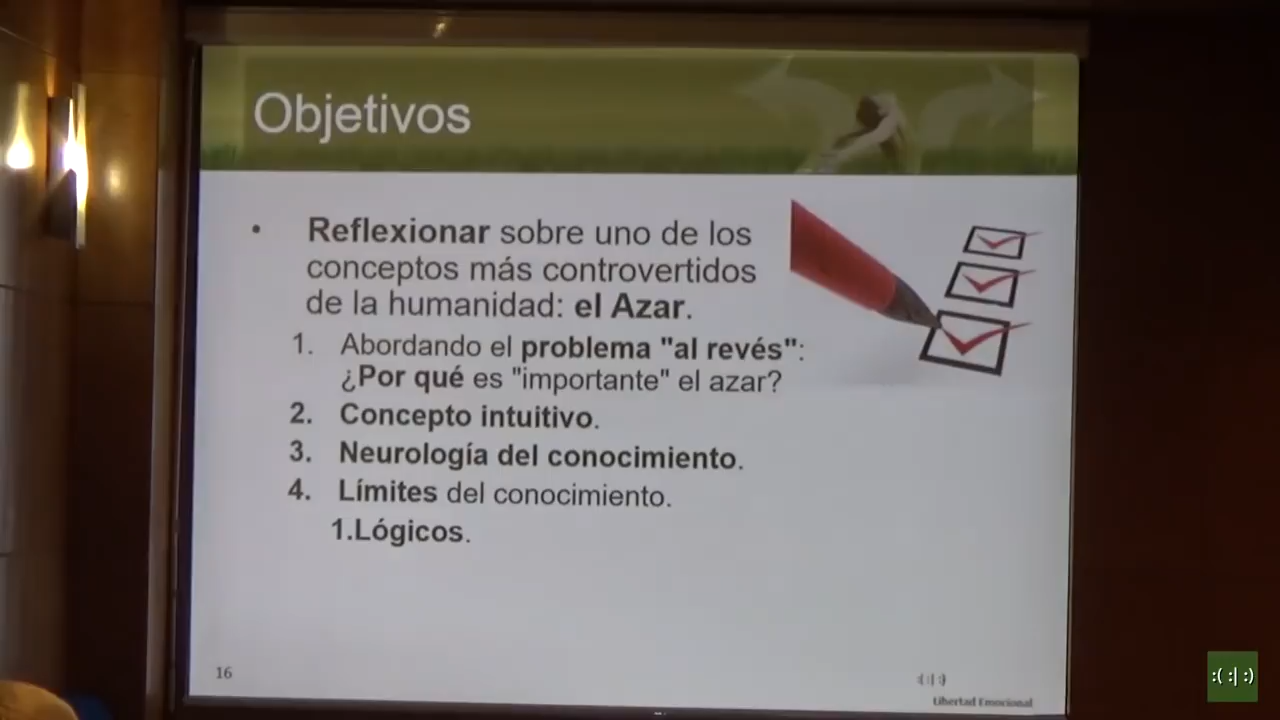 Objetivos
• Reflexionar sobre uno de los
conceptos más controvertidos
de la humanidad: el Azar.
1. Abordando el problema "al revés":
¿Por qué es "importante" el azar?
2. Concepto intuitivo.
3. Neurología del conocimiento.
4. Límites del conocimiento.
1.Lógicos.
16
:( :| :)
Libertad Emocional
:( :| :)